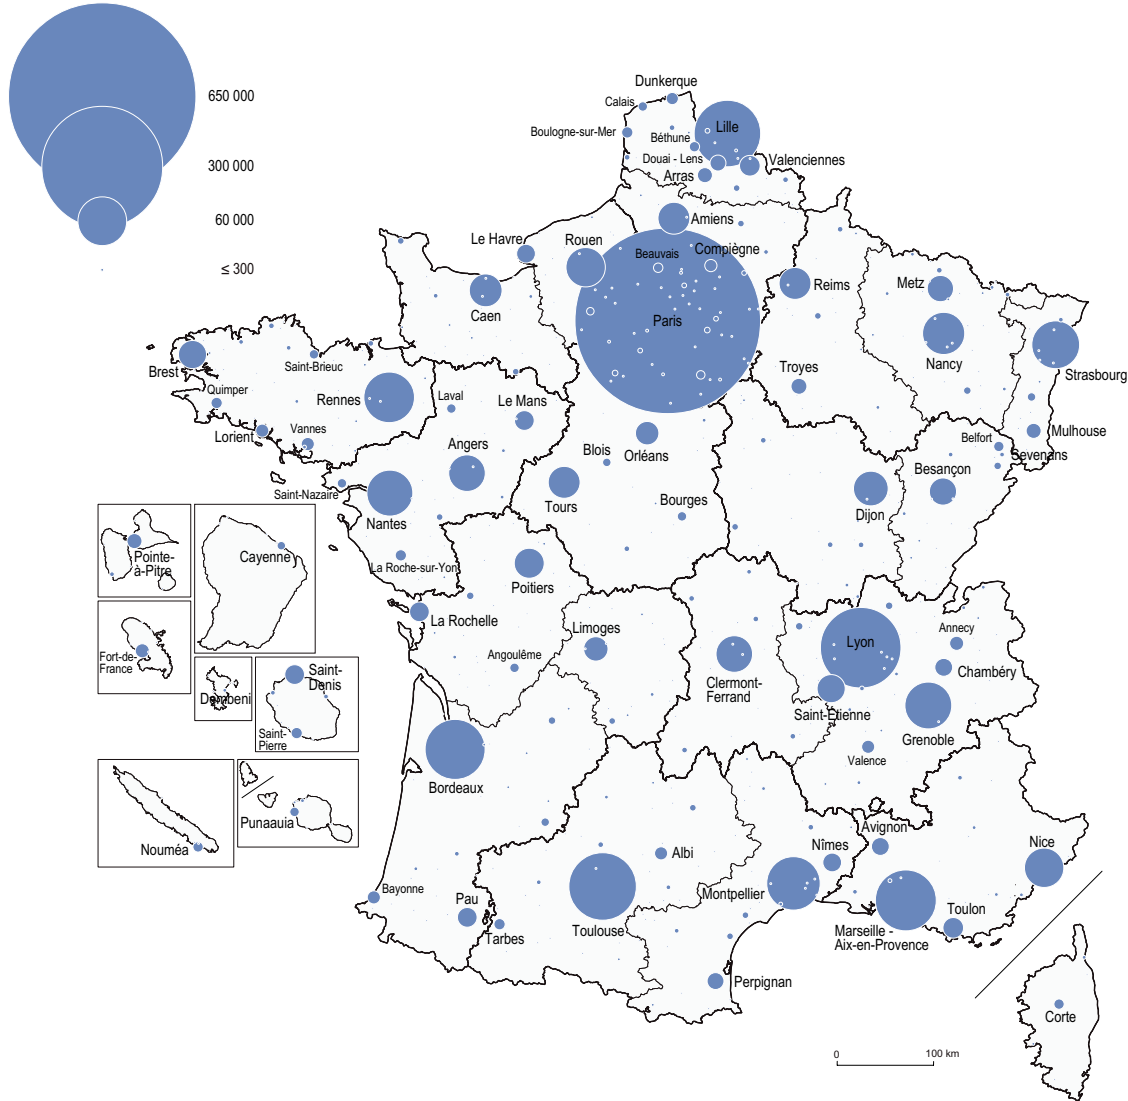 650 000
300 000
60 000
≤ 300
Dunkerque
Calais
Boulogne-sur-Mer
Béthune
Lille
Douai - Lens
Valenciennes
Arras
Amiens
Le Havre
Rouen
Beauvais
Compiègne
Caen
Reims
Metz
Paris
Nancy
Strasbourg
Brest
Saint-Brieuc
Troyes
Quimper
Rennes
Laval
Le Mans
Lorient
Vannes
Mulhouse
Belfort
Sevenans
Angers
Blois
Orléans
Besançon
Saint-Nazaire
Nantes
Tours
Bourges
Dijon
La Roche-sur-Yon
Poitiers
Pointe-
à-Pitre
Cayenne
La Rochelle
Limoges
Lyon
Annecy
Fort-de-
France
Angoulême
Clermont-
Ferrand
Chambéry
Dembeni
Saint-
Denis
Saint-
Pierre
Saint-Etienne
Grenoble
Valence
Bordeaux
Nouméa
Punaauia
Avignon
Nîmes
Nice
Albi
Montpellier
Bayonne
Pau
Tarbes
Toulouse
Marseille -
Aix-en-Provence
Toulon
Perpignan
Corte
0
100 km